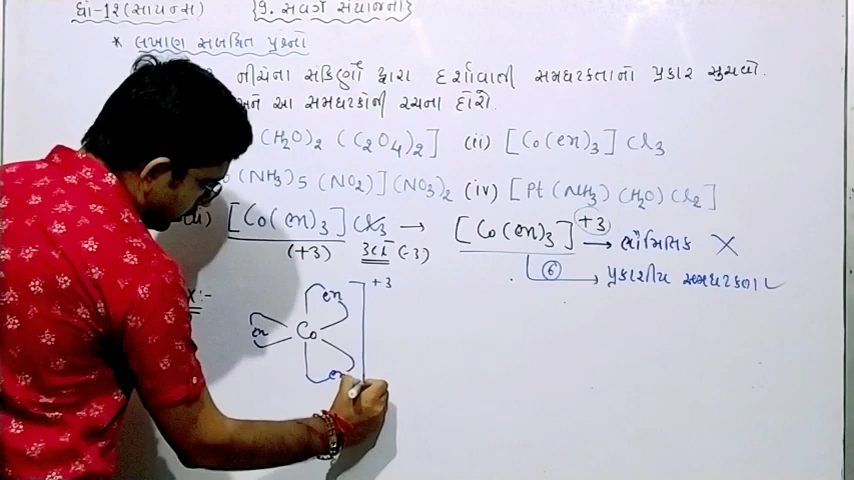 ધો-12 (સાયન્સ) {9. સવર્ગ સંયોજનો}
* લખાણ સંબંધિત પ્રશ્નો
નીચેના સંકિર્ણો દ્વારા દર્શાવાતી સમઘટકતાનો પ્રકાર સુચવો.
અને આ સમઘટકોની રચના દોરો.
(H₂O)₂ (C₂O₄)₂] (ii) [Co(en)₃] Cl₃
(NH₃)5 (NO₂)] (NO₃)₂ (iv) [Pt (NH₃) (H₂O) Cl₂]
[Co(en)₃] Cl₃ → [Co(en)₃] +3 → ભૌમિતિક X
(+3) 3Cl⁻ (-3)
⑥ → પ્રકાશીય સમઘટકતા ✓
+3
en
en Co
en